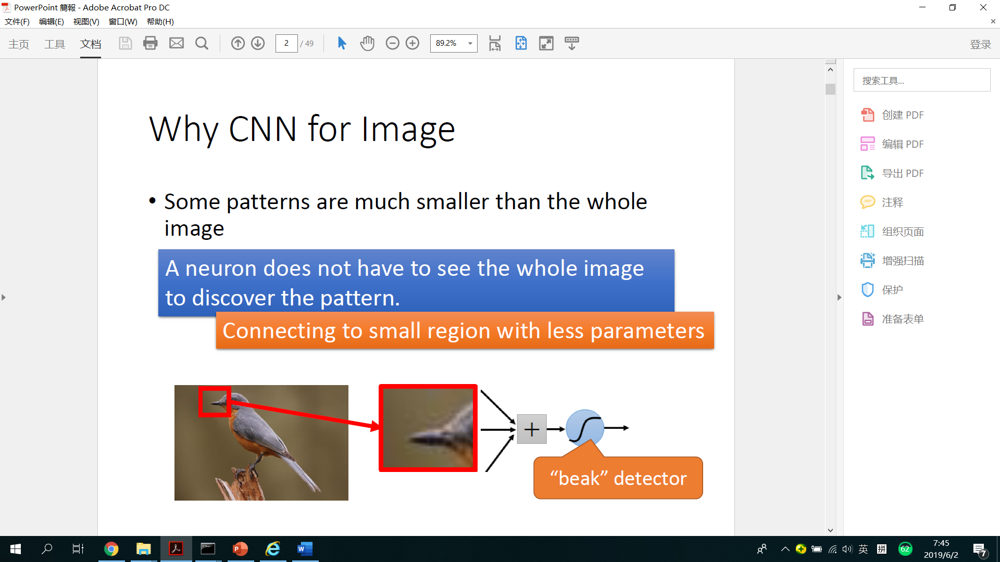 PowerPoint 簡報 - Adobe Acrobat Pro DC
文件(F) 编辑(E) 视图(V) 窗口(W) 帮助(H)
主页 工具 文档 2 / 49 89.2% 登录
搜索工具...
创建 PDF
编辑 PDF
导出 PDF
注释
组织页面
增强扫描
保护
准备表单
Why CNN for Image
• Some patterns are much smaller than the whole
image
A neuron does not have to see the whole image
to discover the pattern.
Connecting to small region with less parameters
+
“beak” detector
英 拼 62 7:45
2019/6/2 7